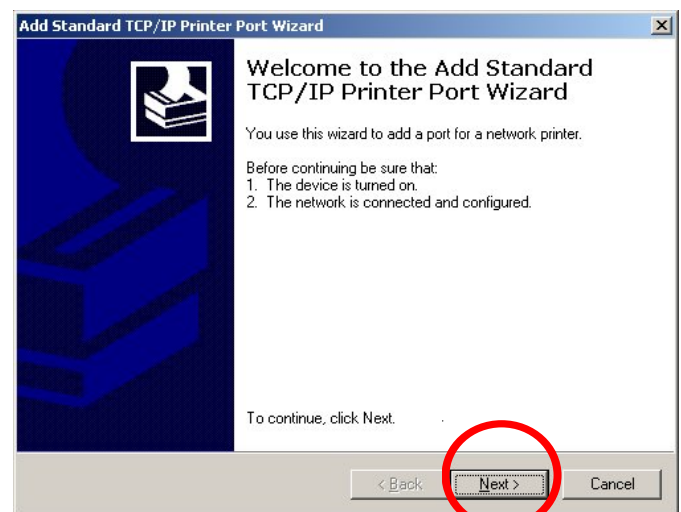 Add Standard TCP/IP Printer Port Wizard
Welcome to the Add Standard
TCP/IP Printer Port Wizard
You use this wizard to add a port for a network printer.
Before continuing be sure that:
1. The device is turned on.
2. The network is connected and configured.
To continue, click Next.
< Back Next > Cancel